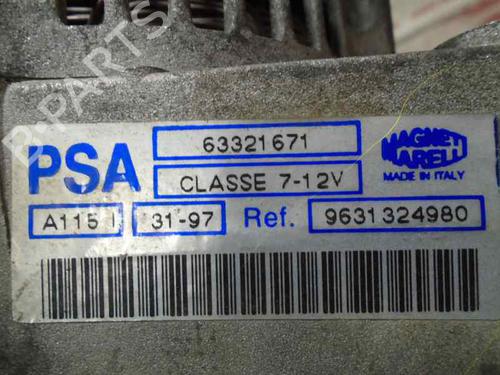 PSA
63321671
CLASSE 7-12V
MAGNETI MARELLI
MADE IN ITALY
A115 I
31-97
Ref.
9631324980
B-PARTS